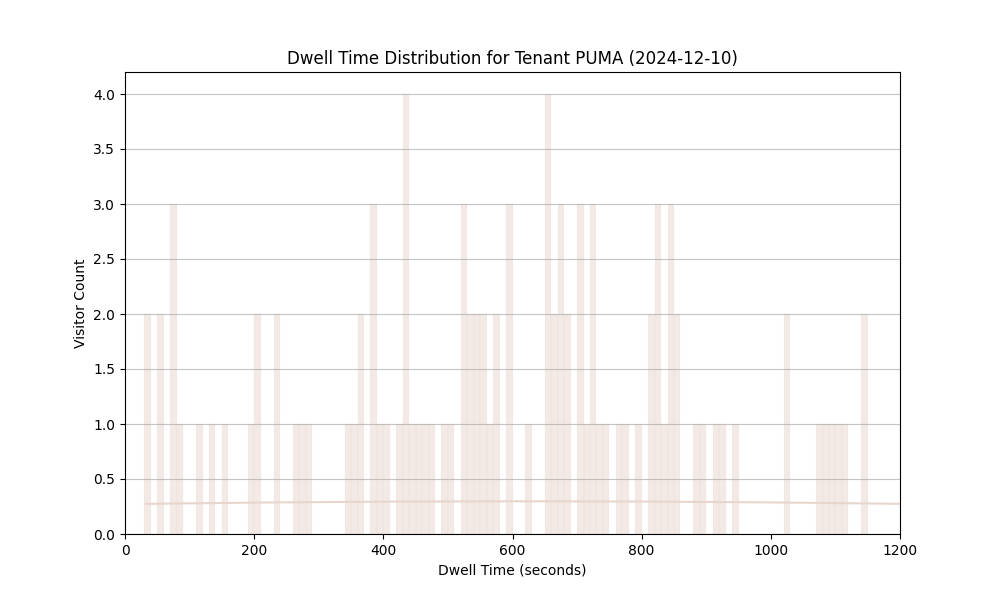 Dwell Time Distribution for Tenant PUMA (2024-12-10)
4.0
3.5
3.0
2.5
2.0
1.5
1.0
0.5
0.0
Visitor Count
0 200 400 600 800 1000 1200
Dwell Time (seconds)